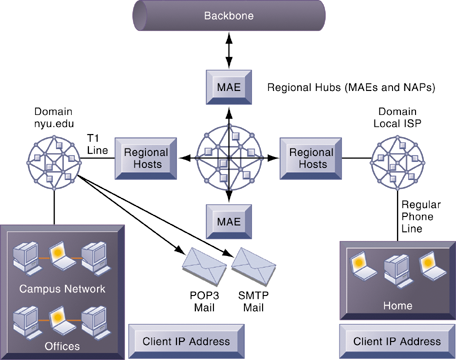 Backbone
MAE
Regional Hubs (MAEs and NAPs)
Domain
nyu.edu
T1
Line
Regional
Hosts
Regional
Hosts
Domain
Local ISP
MAE
Regular
Phone
Line
Campus Network
Offices
POP3
Mail
SMTP
Mail
Home
Client IP Address
Client IP Address